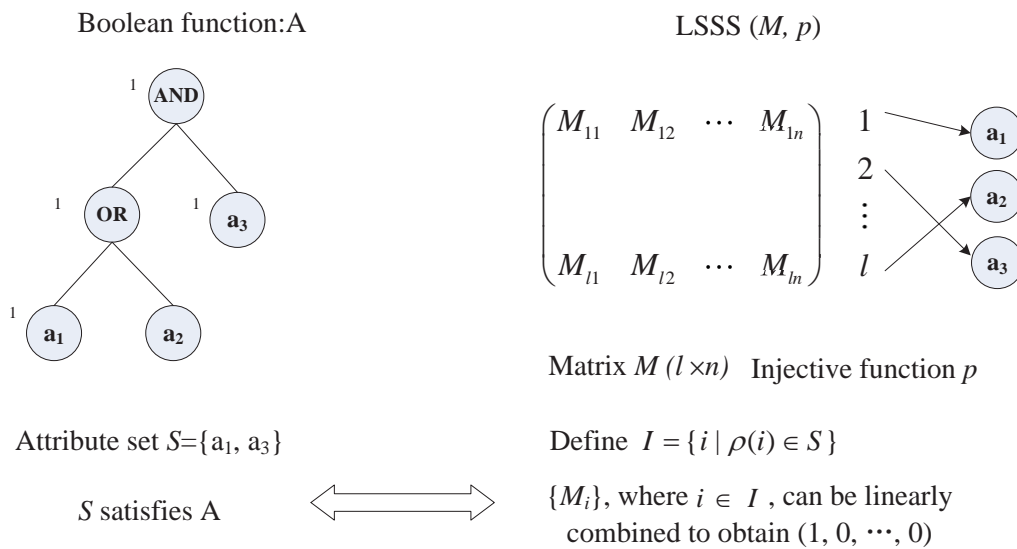 Boolean function:A
1
AND
1
OR
1
a₃
1
a₁
a₂
Attribute set S={a₁, a₃}
S satisfies A
LSSS (M, p)
M₁₁ M₁₂ ⋯ M₁ₙ
Mₗ₁ Mₗ₂ ⋯ Mₗₙ
1
2
⋮
l
a₁
a₂
a₃
Matrix M (l ×n) Injective function p
Define I = {i | ρ(i) ∈ S}
{Mᵢ}, where i ∈ I , can be linearly
combined to obtain (1, 0, ⋯, 0)